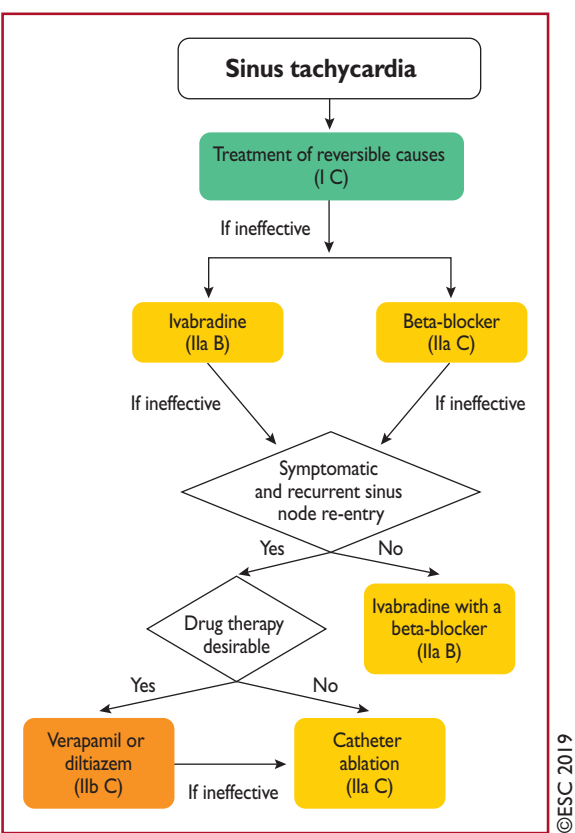 Sinus tachycardia
Treatment of reversible causes
(I C)
If ineffective
Ivabradine
(IIa B)
Beta-blocker
(IIa C)
If ineffective
If ineffective
Symptomatic
and recurrent sinus
node re-entry
Yes
No
Drug therapy
desirable
Ivabradine with a
beta-blocker
(IIa B)
Yes
No
Verapamil or
diltiazem
(IIb C)
If ineffective
Catheter
ablation
(IIa C)
©ESC 2019